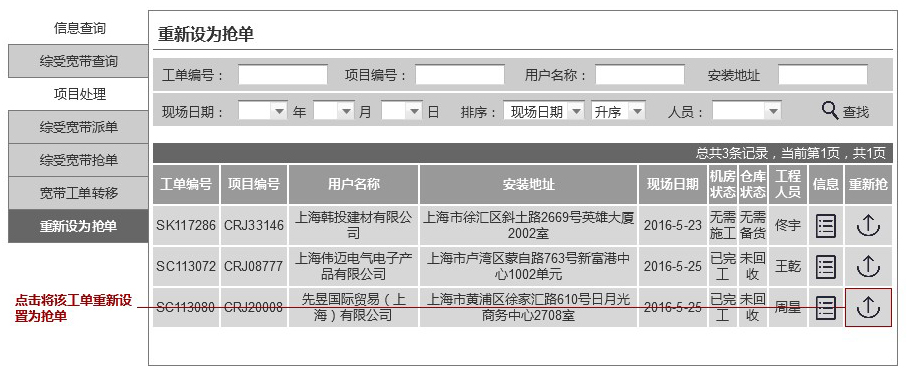 信息查询
综受宽带查询
项目处理
综受宽带派单
综受宽带抢单
宽带工单转移
重新设为抢单
点击将该工单重新设
置为抢单
重新设为抢单
工单编号： 项目编号： 用户名称： 安装地址
现场日期： 年 月 日 排序： 现场日期 升序 人员： 查找
总共3条记录，当前第1页，共1页
工单编号 项目编号 用户名称 安装地址 现场日期 机房状态 仓库状态 工程人员 信息 重新抢
SK117286 CRJ33146 上海韩投建材有限公司 上海市徐汇区斜土路2669号英雄大厦2002室 2016-5-23 无需施工 无需备货 佟宇
SC113072 CRJ08777 上海伟迈电气电子产品有限公司 上海市卢湾区蒙自路763号新富港中心1002单元 2016-5-25 已完工 未回收 王乾
SC113080 CRJ20008 先昱国际贸易（上海）有限公司 上海市黄浦区徐家汇路610号日月光商务中心2708室 2016-5-25 已完工 未回收 周星